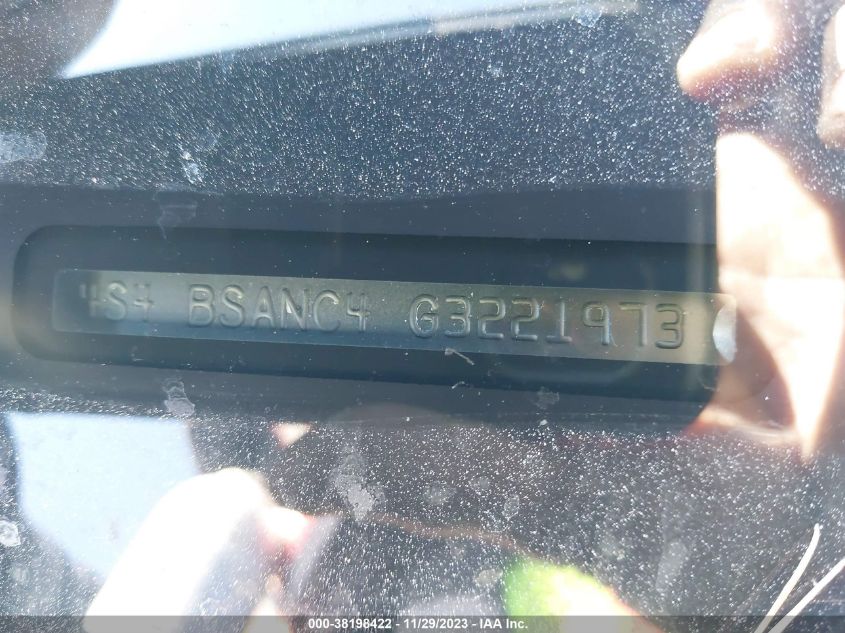 4S4 BSANC4 G3221973
000-38198422 - 11/29/2023 - IAA Inc.